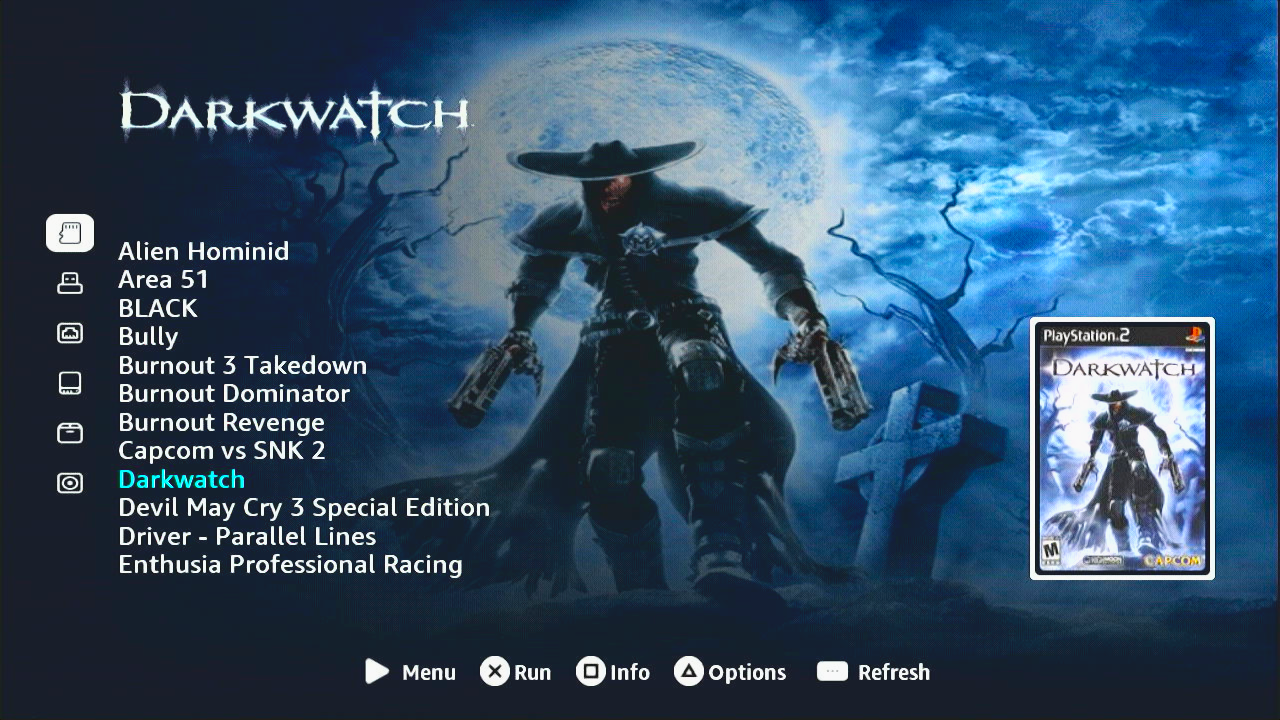 DARKWATCH
Alien Hominid
Area 51
BLACK
Bully
Burnout 3 Takedown
Burnout Dominator
Burnout Revenge
Capcom vs SNK 2
Darkwatch
Devil May Cry 3 Special Edition
Driver - Parallel Lines
Enthusia Professional Racing
PlayStation.2
DARKWATCH
M
CAPCOM
Menu
Run
Info
Options
Refresh